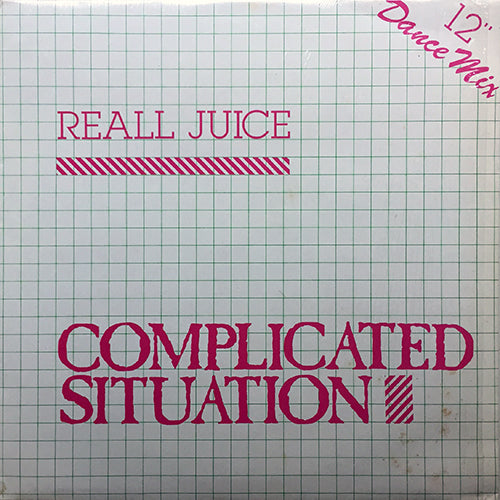 12"
Dance Mix
REALL JUICE
COMPLICATED
SITUATION